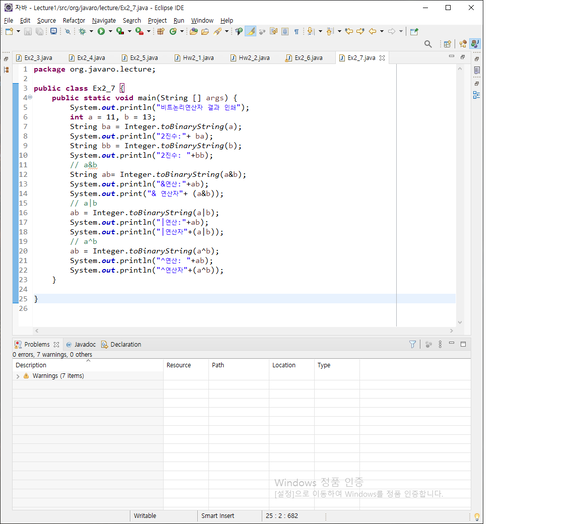 자바 - Lecture1/src/org/javaro/lecture/Ex2_7.java - Eclipse IDE
File Edit Source Refactor Navigate Search Project Run Window Help
Ex2_3.java Ex2_4.java Ex2_5.java Hw2_1.java Hw2_2.java Ex2_6.java Ex2_7.java
1 package org.javaro.lecture;
2
3 public class Ex2_7 {
4 public static void main(String [] args) {
5 System.out.println("비트논리연산자 결과 인쇄");
6 int a = 11, b = 13;
7 String ba = Integer.toBinaryString(a);
8 System.out.println("2진수:"+ ba);
9 String bb = Integer.toBinaryString(b);
10 System.out.println("2진수: "+bb);
11 // a&b
12 String ab= Integer.toBinaryString(a&b);
13 System.out.println("&연산:"+ab);
14 System.out.print("& 연산자"+ (a&b));
15 // a|b
16 ab = Integer.toBinaryString(a|b);
17 System.out.println("|연산:"+ab);
18 System.out.println("|연산자"+(a|b));
19 // a^b
20 ab = Integer.toBinaryString(a^b);
21 System.out.println("^연산: "+ab);
22 System.out.println("^연산자"+(a^b));
23 }
24
25 }
26
Problems Javadoc Declaration
0 errors, 7 warnings, 0 others
Description Resource Path Location Type
Warnings (7 items)
Windows 정품 인증
[설정]으로 이동하여 Windows를 정품 인증합니다.
Writable Smart Insert 25 : 2 : 682